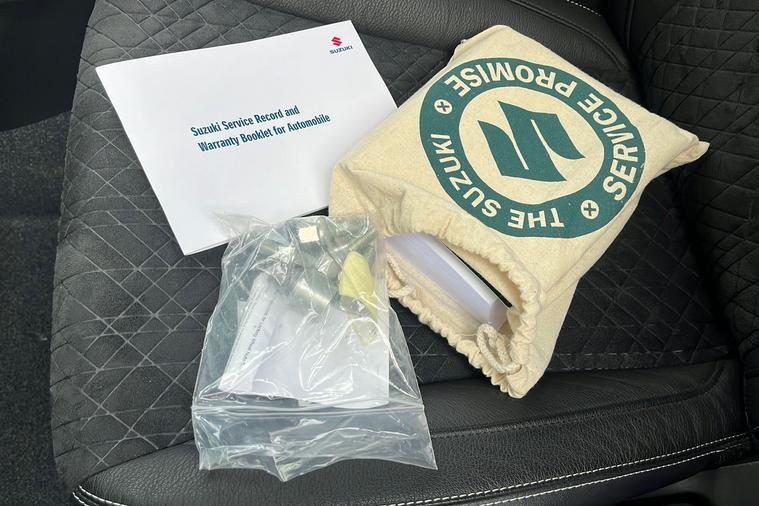 SUZUKI
Suzuki Service Record and
Warranty Booklet for Automobile
THE SUZUKI
SERVICE PROMISE